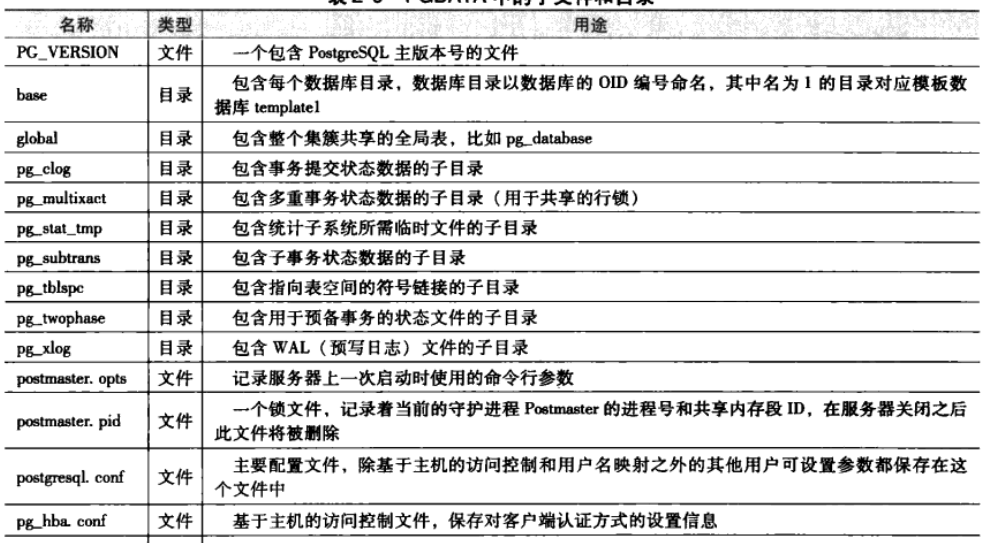 表2-3 PGDATA 中的子文件和目录
名称 类型 用途
PG_VERSION 文件 一个包含 PostgreSQL 主版本号的文件
base 目录 包含每个数据库目录，数据库目录以数据库的 OID 编号命名，其中名为 1 的目录对应模板数
据库 template1
global 目录 包含整个集簇共享的全局表，比如 pg_database
pg_clog 目录 包含事务提交状态数据的子目录
pg_multixact 目录 包含多重事务状态数据的子目录（用于共享的行锁）
pg_stat_tmp 目录 包含统计子系统所需临时文件的子目录
pg_subtrans 目录 包含子事务状态数据的子目录
pg_tblspc 目录 包含指向表空间的符号链接的子目录
pg_twophase 目录 包含用于预备事务的状态文件的子目录
pg_xlog 目录 包含 WAL（预写日志）文件的子目录
postmaster. opts 文件 记录服务器上一次启动时使用的命令行参数
postmaster. pid 文件 一个锁文件，记录着当前的守护进程 Postmaster 的进程号和共享内存段 ID，在服务器关闭之后
此文件将被删除
postgresql. conf 文件 主要配置文件，除基于主机的访问控制和用户名映射之外的其他用户可设置参数都保存在这
个文件中
pg_hba. conf 文件 基于主机的访问控制文件，保存对客户端认证方式的设置信息